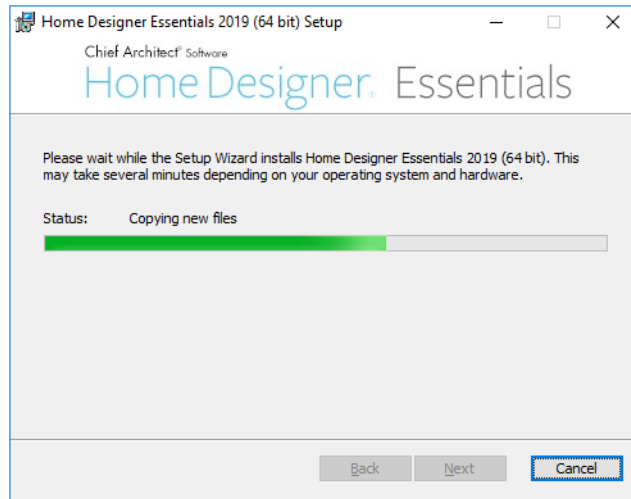 Home Designer Essentials 2019 (64 bit) Setup
Chief Architect® Software
Home Designer® Essentials
Please wait while the Setup Wizard installs Home Designer Essentials 2019 (64 bit). This
may take several minutes depending on your operating system and hardware.
Status: Copying new files
Back Next Cancel